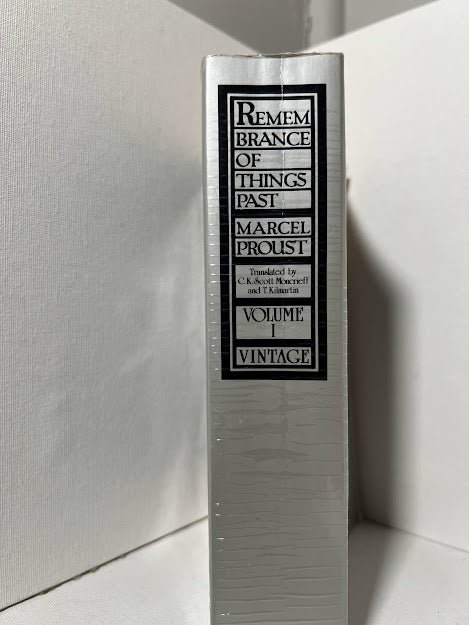 REMEM
BRANCE
OF
THINGS
PAST
MARCEL
PROUST
Translated by
C. K. Scott Moncrieff
and T. Kilmartin
VOLUME
I
VINTAGE